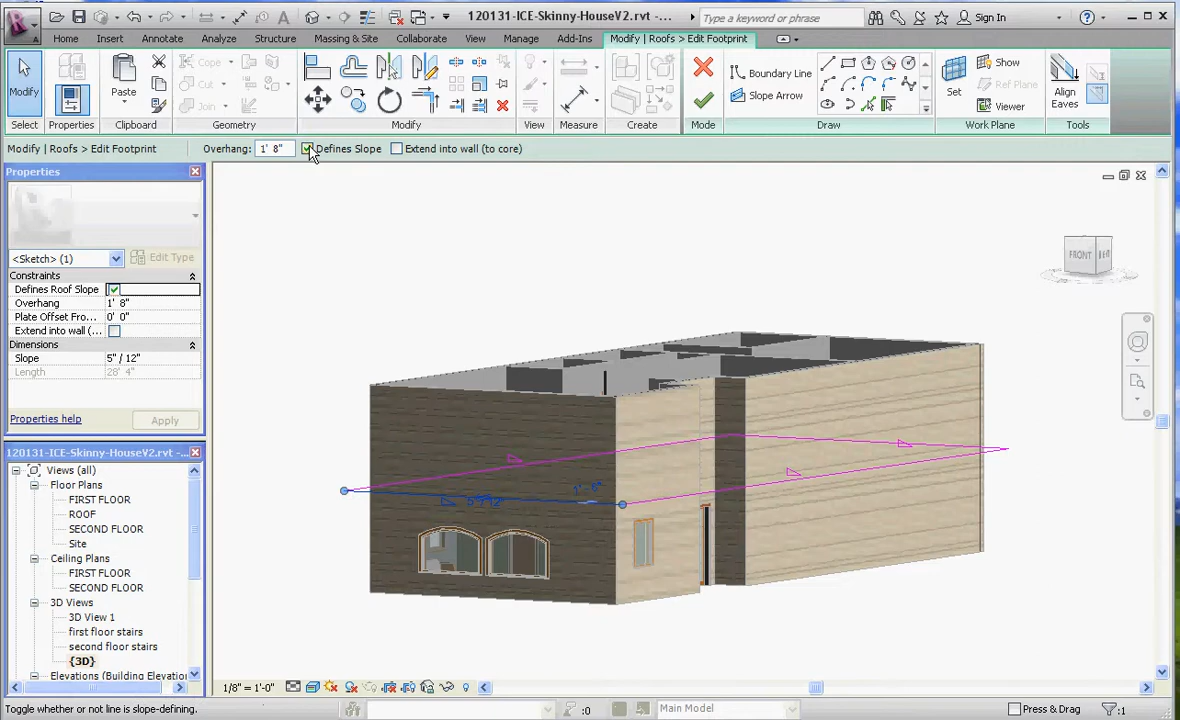 120131-ICE-Skinny-HouseV2.rvt -...
Type a keyword or phrase
Sign In
Home Insert Annotate Analyze Structure Massing & Site Collaborate View Manage Add-Ins Modify | Roofs > Edit Footprint
Modify
Paste
Cope
Cut
Join
Boundary Line
Slope Arrow
Set
Show
Ref Plane
Viewer
Align
Eaves
Select Properties Clipboard Geometry Modify View Measure Create Mode Draw Work Plane Tools
Modify | Roofs > Edit Footprint Overhang: 1' 8" Defines Slope Extend into wall (to core)
Properties
<Sketch> (1) Edit Type
Constraints
Defines Roof Slope
Overhang 1' 8"
Plate Offset Fro... 0' 0"
Extend into wall (...
Dimensions
Slope 5" / 12"
Length 28' 4"
Properties help Apply
120131-ICE-Skinny-HouseV2.rvt -...
Views (all)
Floor Plans
FIRST FLOOR
ROOF
SECOND FLOOR
Site
Ceiling Plans
FIRST FLOOR
SECOND FLOOR
3D Views
3D View 1
first floor stairs
second floor stairs
{3D}
Elevations (Building Elevation
FRONT
1/8" = 1'-0"
Toggle whether or not line is slope-defining.
:0
Main Model
Press & Drag
:1